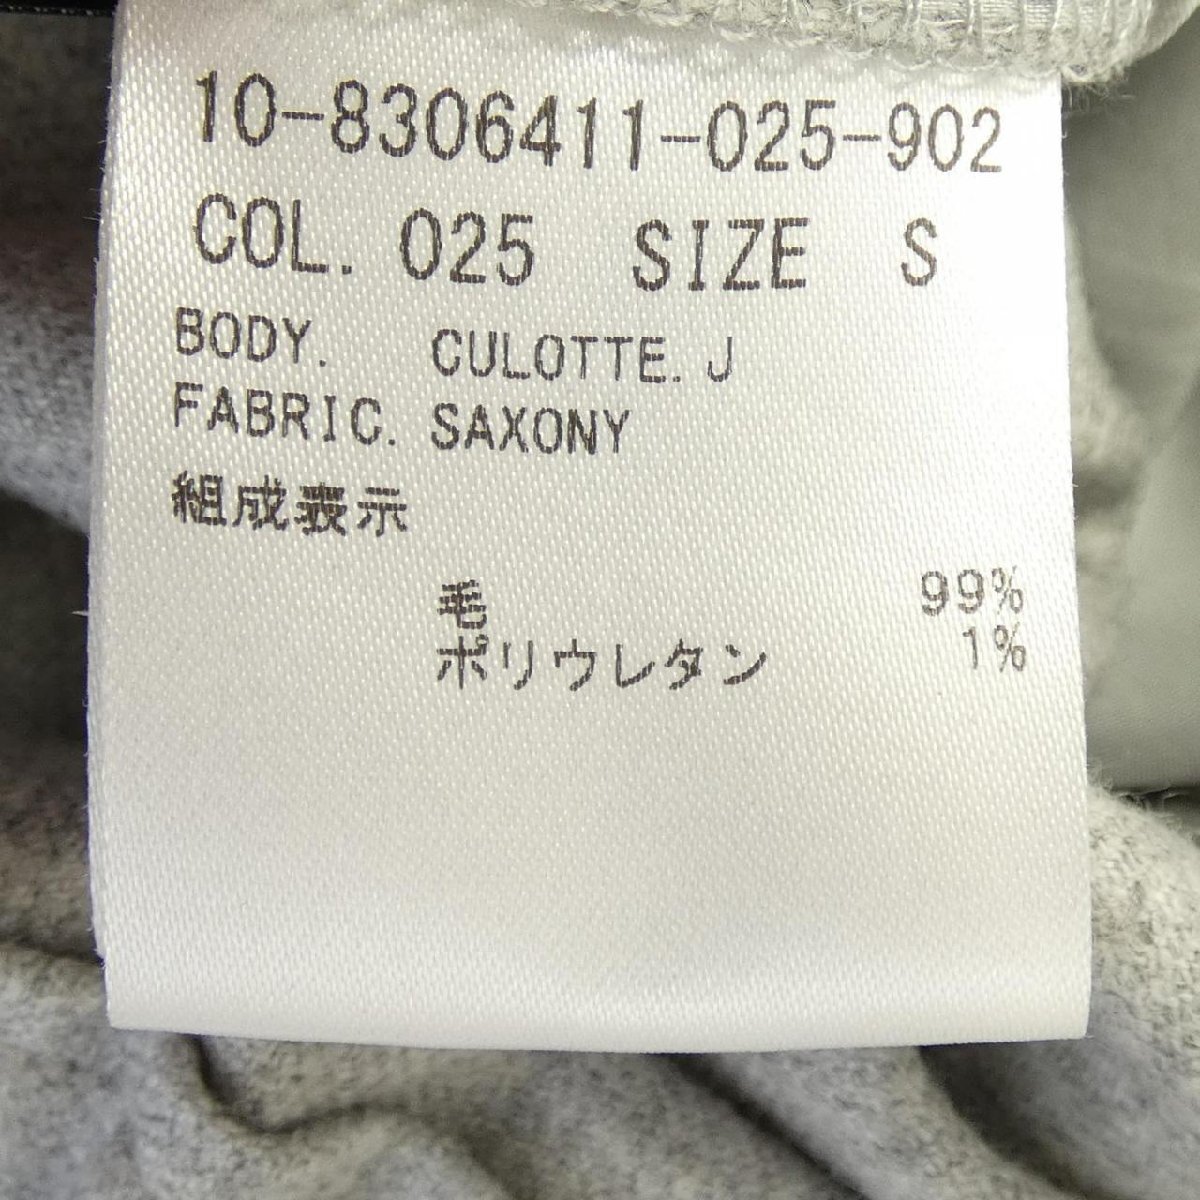 10-8306411-025-902
COL. 025 SIZE S
BODY. CULOTTE. J
FABRIC. SAXONY
組成表示
毛 99%
ポリウレタン 1%